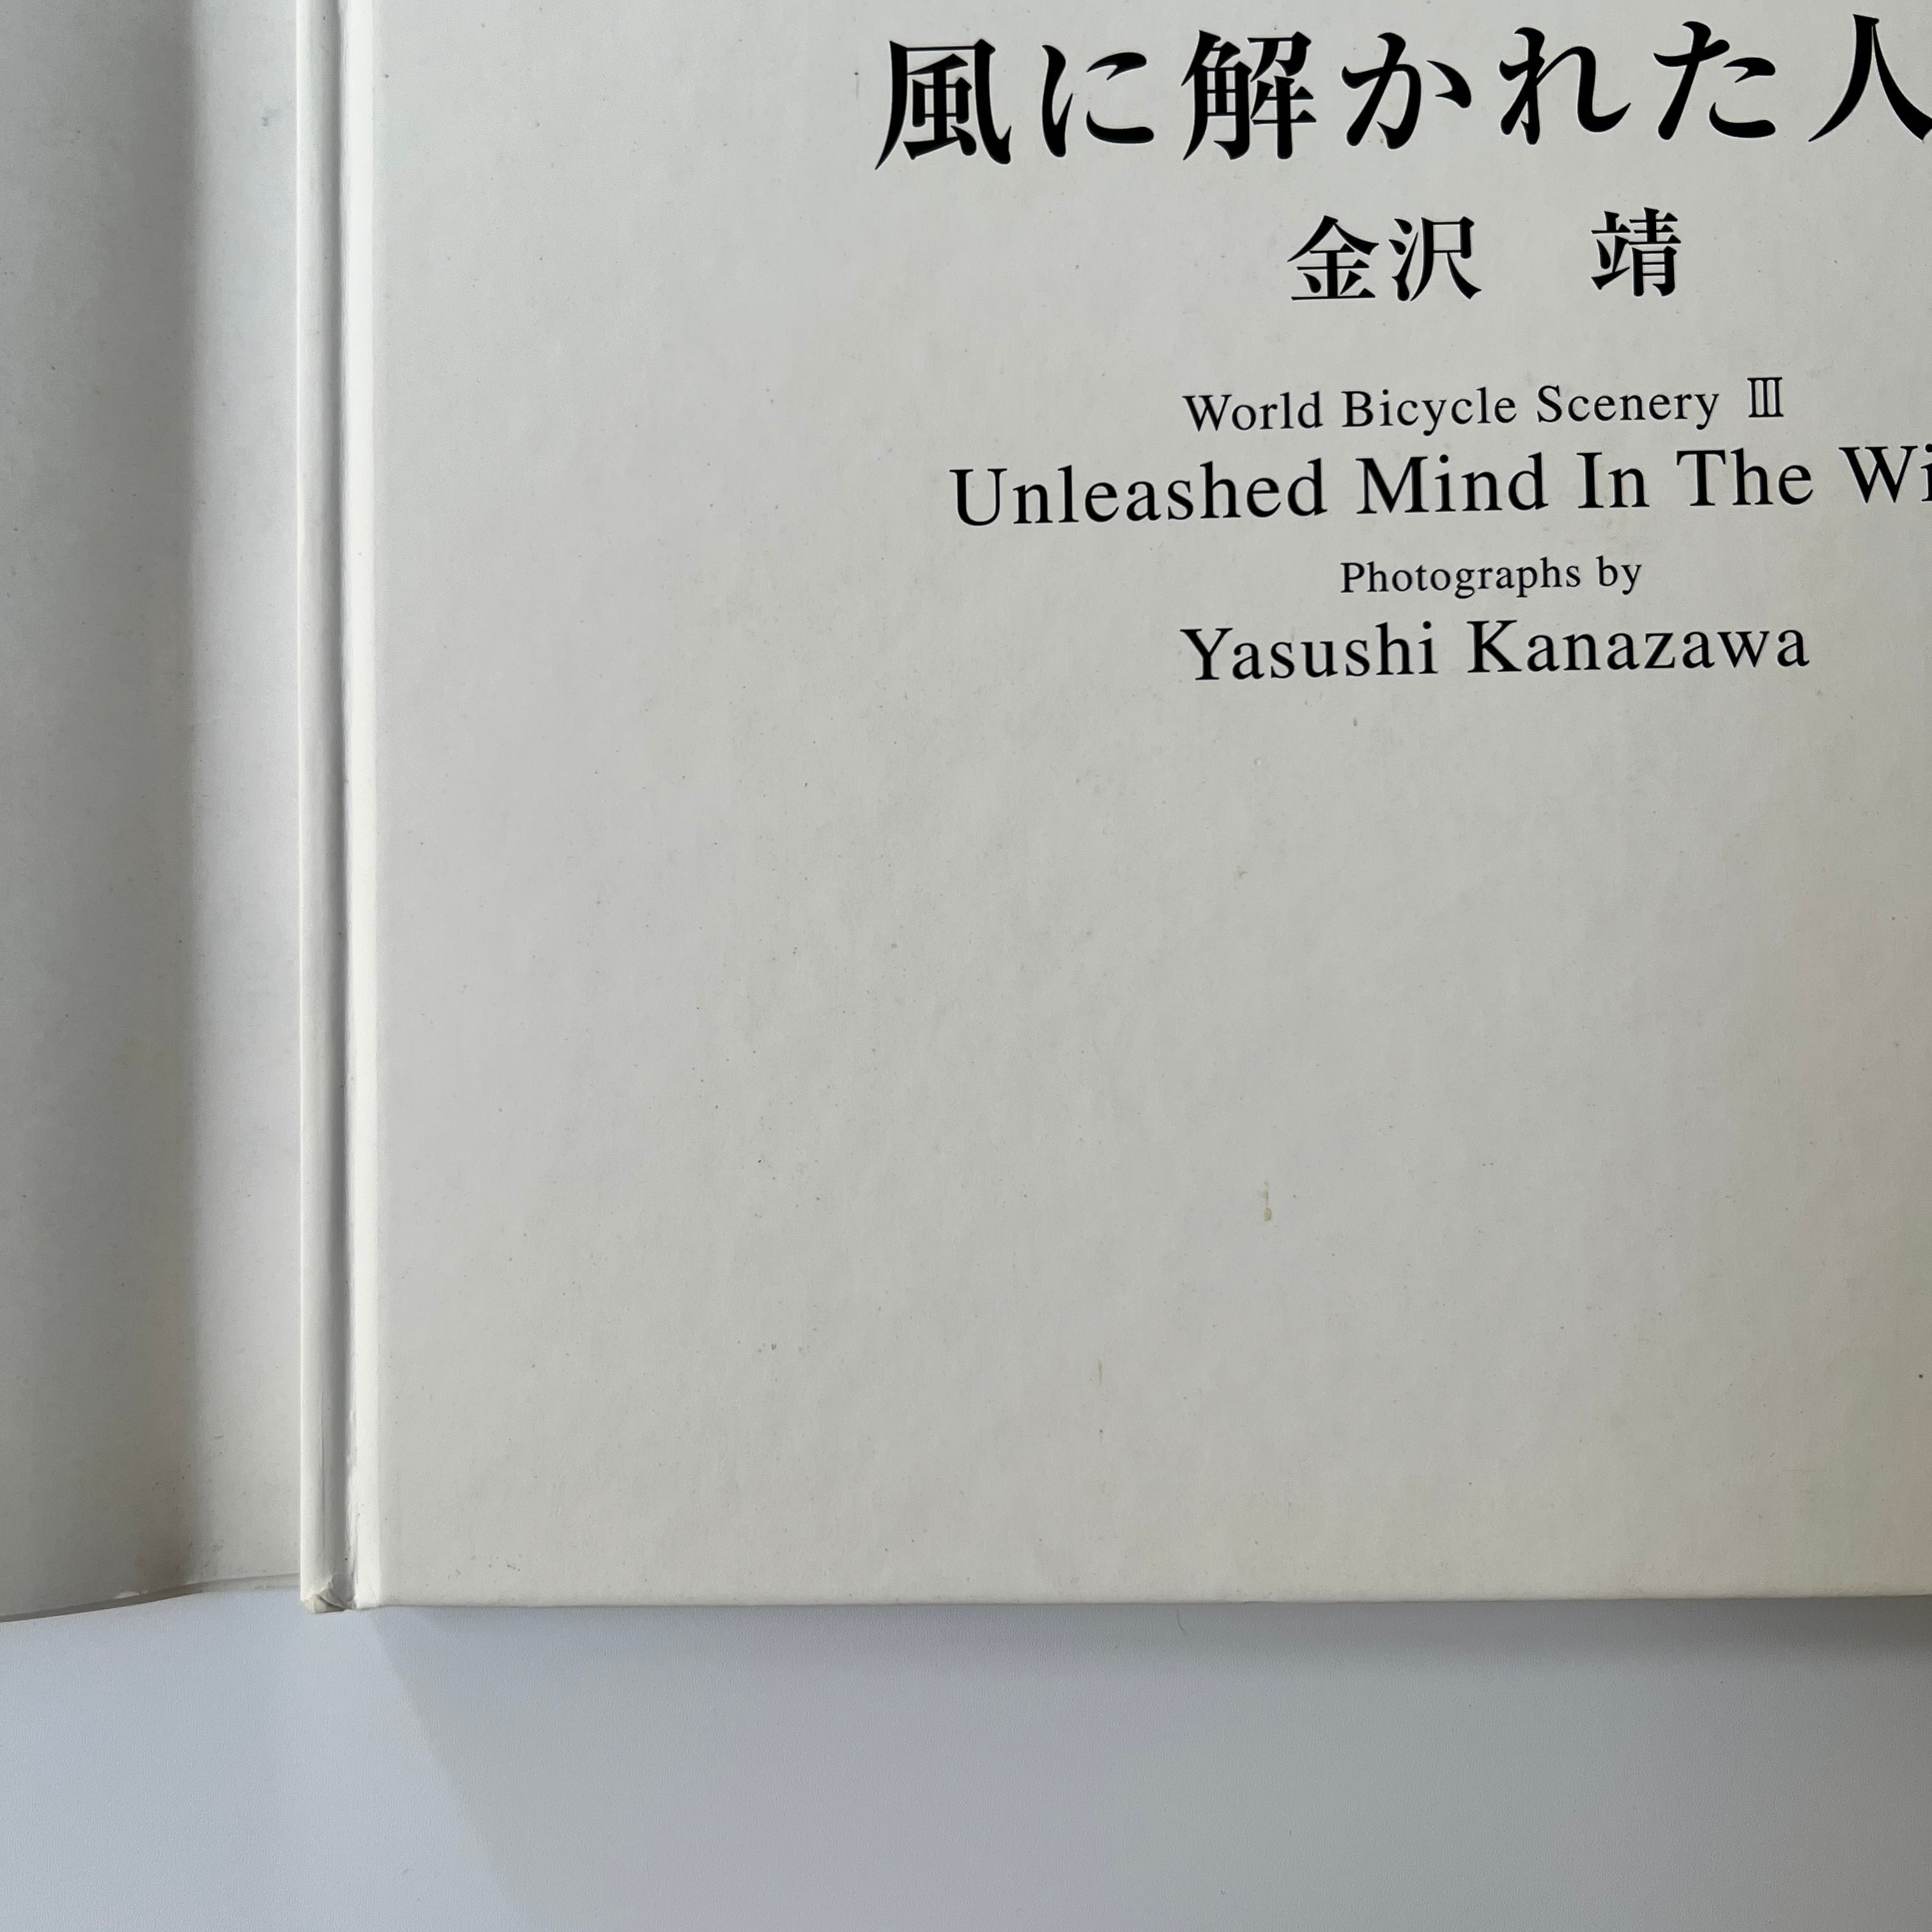 風に解かれた人
金沢 靖
World Bicycle Scenery Ⅲ
Unleashed Mind In The
Photographs by
Yasushi Kanazawa